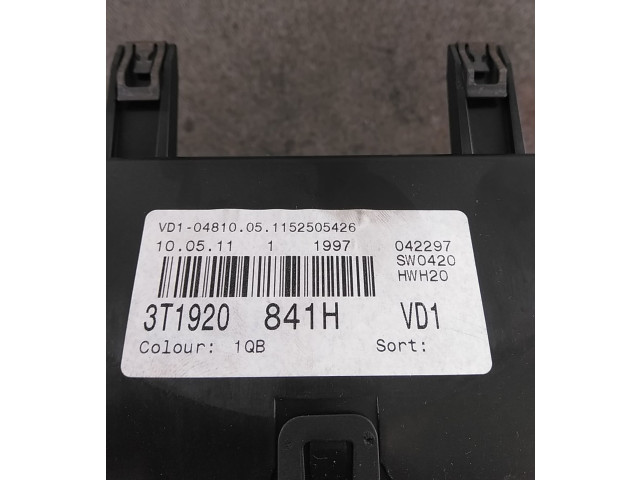 VD1-04810.05.1152505426
10.05.11 1 1997 042297
SW0420
HWH20
3T1920 841H VD1
Colour: 1QB Sort: